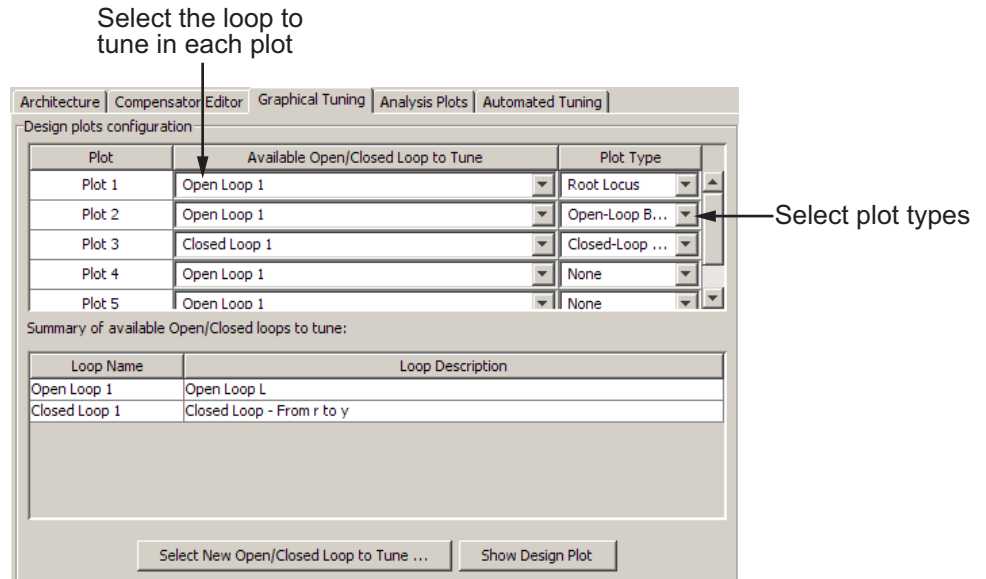 Select the loop to
tune in each plot
Architecture Compensator Editor Graphical Tuning Analysis Plots Automated Tuning
Design plots configuration
Plot Available Open/Closed Loop to Tune Plot Type
Plot 1 Open Loop 1 Root Locus
Plot 2 Open Loop 1 Open-Loop B... Select plot types
Plot 3 Closed Loop 1 Closed-Loop ...
Plot 4 Open Loop 1 None
Plot 5 Open Loop 1 None
Summary of available Open/Closed loops to tune:
Loop Name Loop Description
Open Loop 1 Open Loop L
Closed Loop 1 Closed Loop - From r to y
Select New Open/Closed Loop to Tune ... Show Design Plot